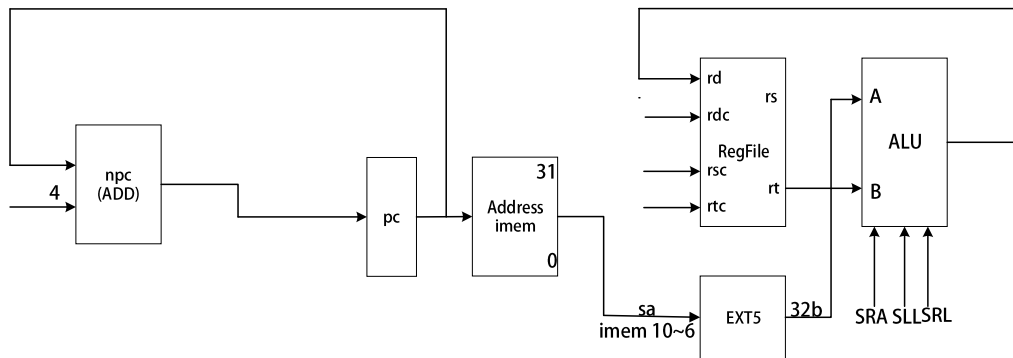 npc
(ADD)
4
pc
31
Address
imem
0
rd
rs
rdc
RegFile
rsc
rt
rtc
A
ALU
B
sa
imem 10~6
EXT5
32b
SRA SLL SRL